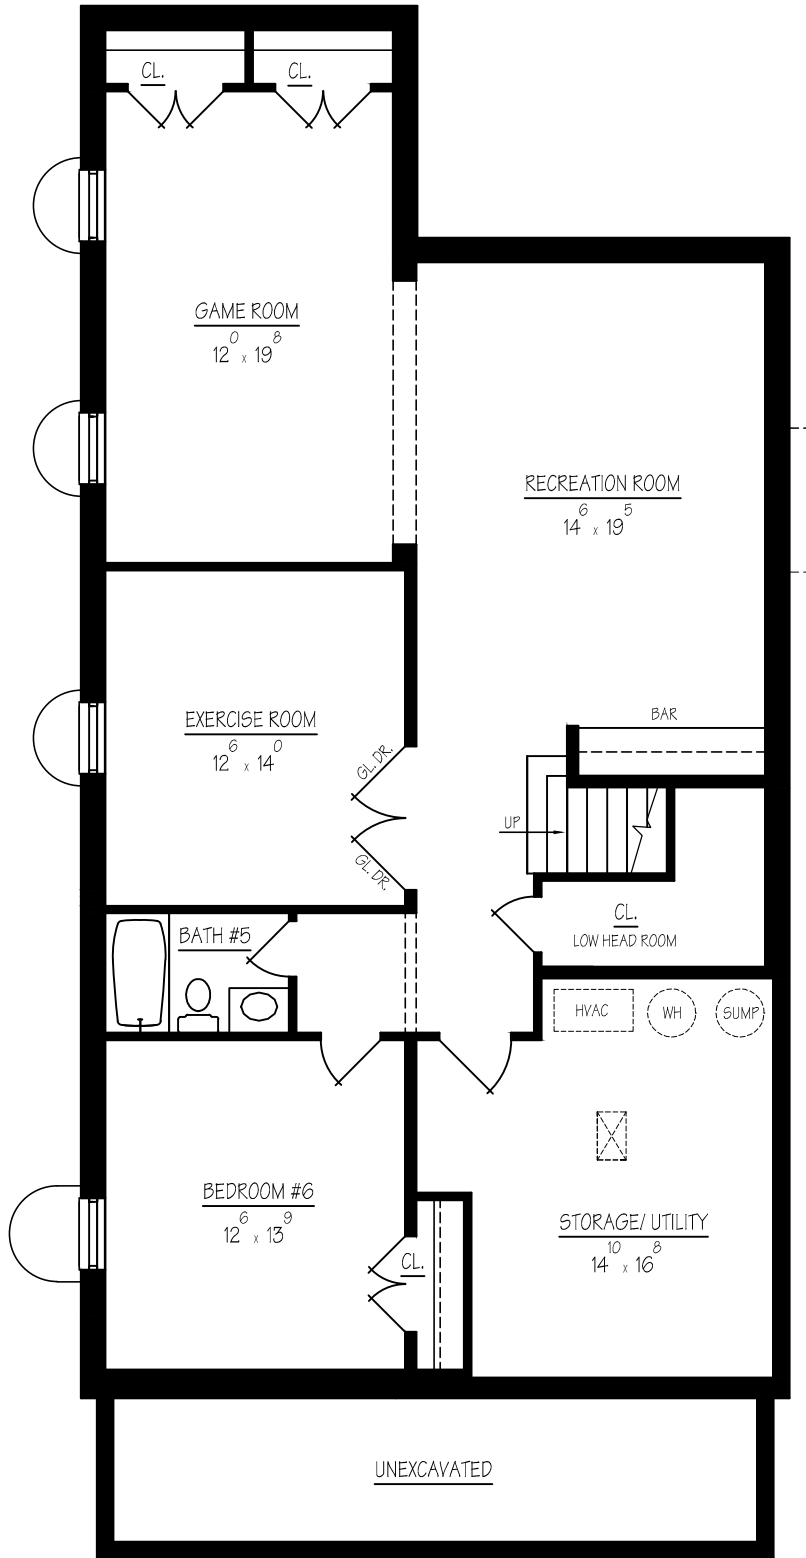 CL.
CL.
GAME ROOM
12⁰ x 19⁸
RECREATION ROOM
14⁶ x 19⁵
BAR
EXERCISE ROOM
12⁶ x 14⁰
GL. DR.
GL. DR.
UP
CL.
LOW HEAD ROOM
BATH #5
HVAC
WH
SUMP
BEDROOM #6
12⁶ x 13⁹
CL.
STORAGE/ UTILITY
14¹⁰ x 16⁸
UNEXCAVATED